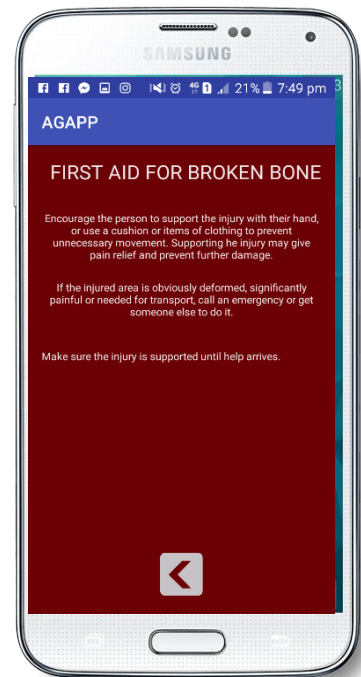 SAMSUNG
4G 1 21% 7:49 pm
3
AGAPP
FIRST AID FOR BROKEN BONE
Encourage the person to support the injury with their hand,
or use a cushion or items of clothing to prevent
unnecessary movement. Supporting he injury may give
pain relief and prevent further damage.
If the injured area is obviously deformed, significantly
painful or needed for transport, call an emergency or get
someone else to do it.
Make sure the injury is supported until help arrives.